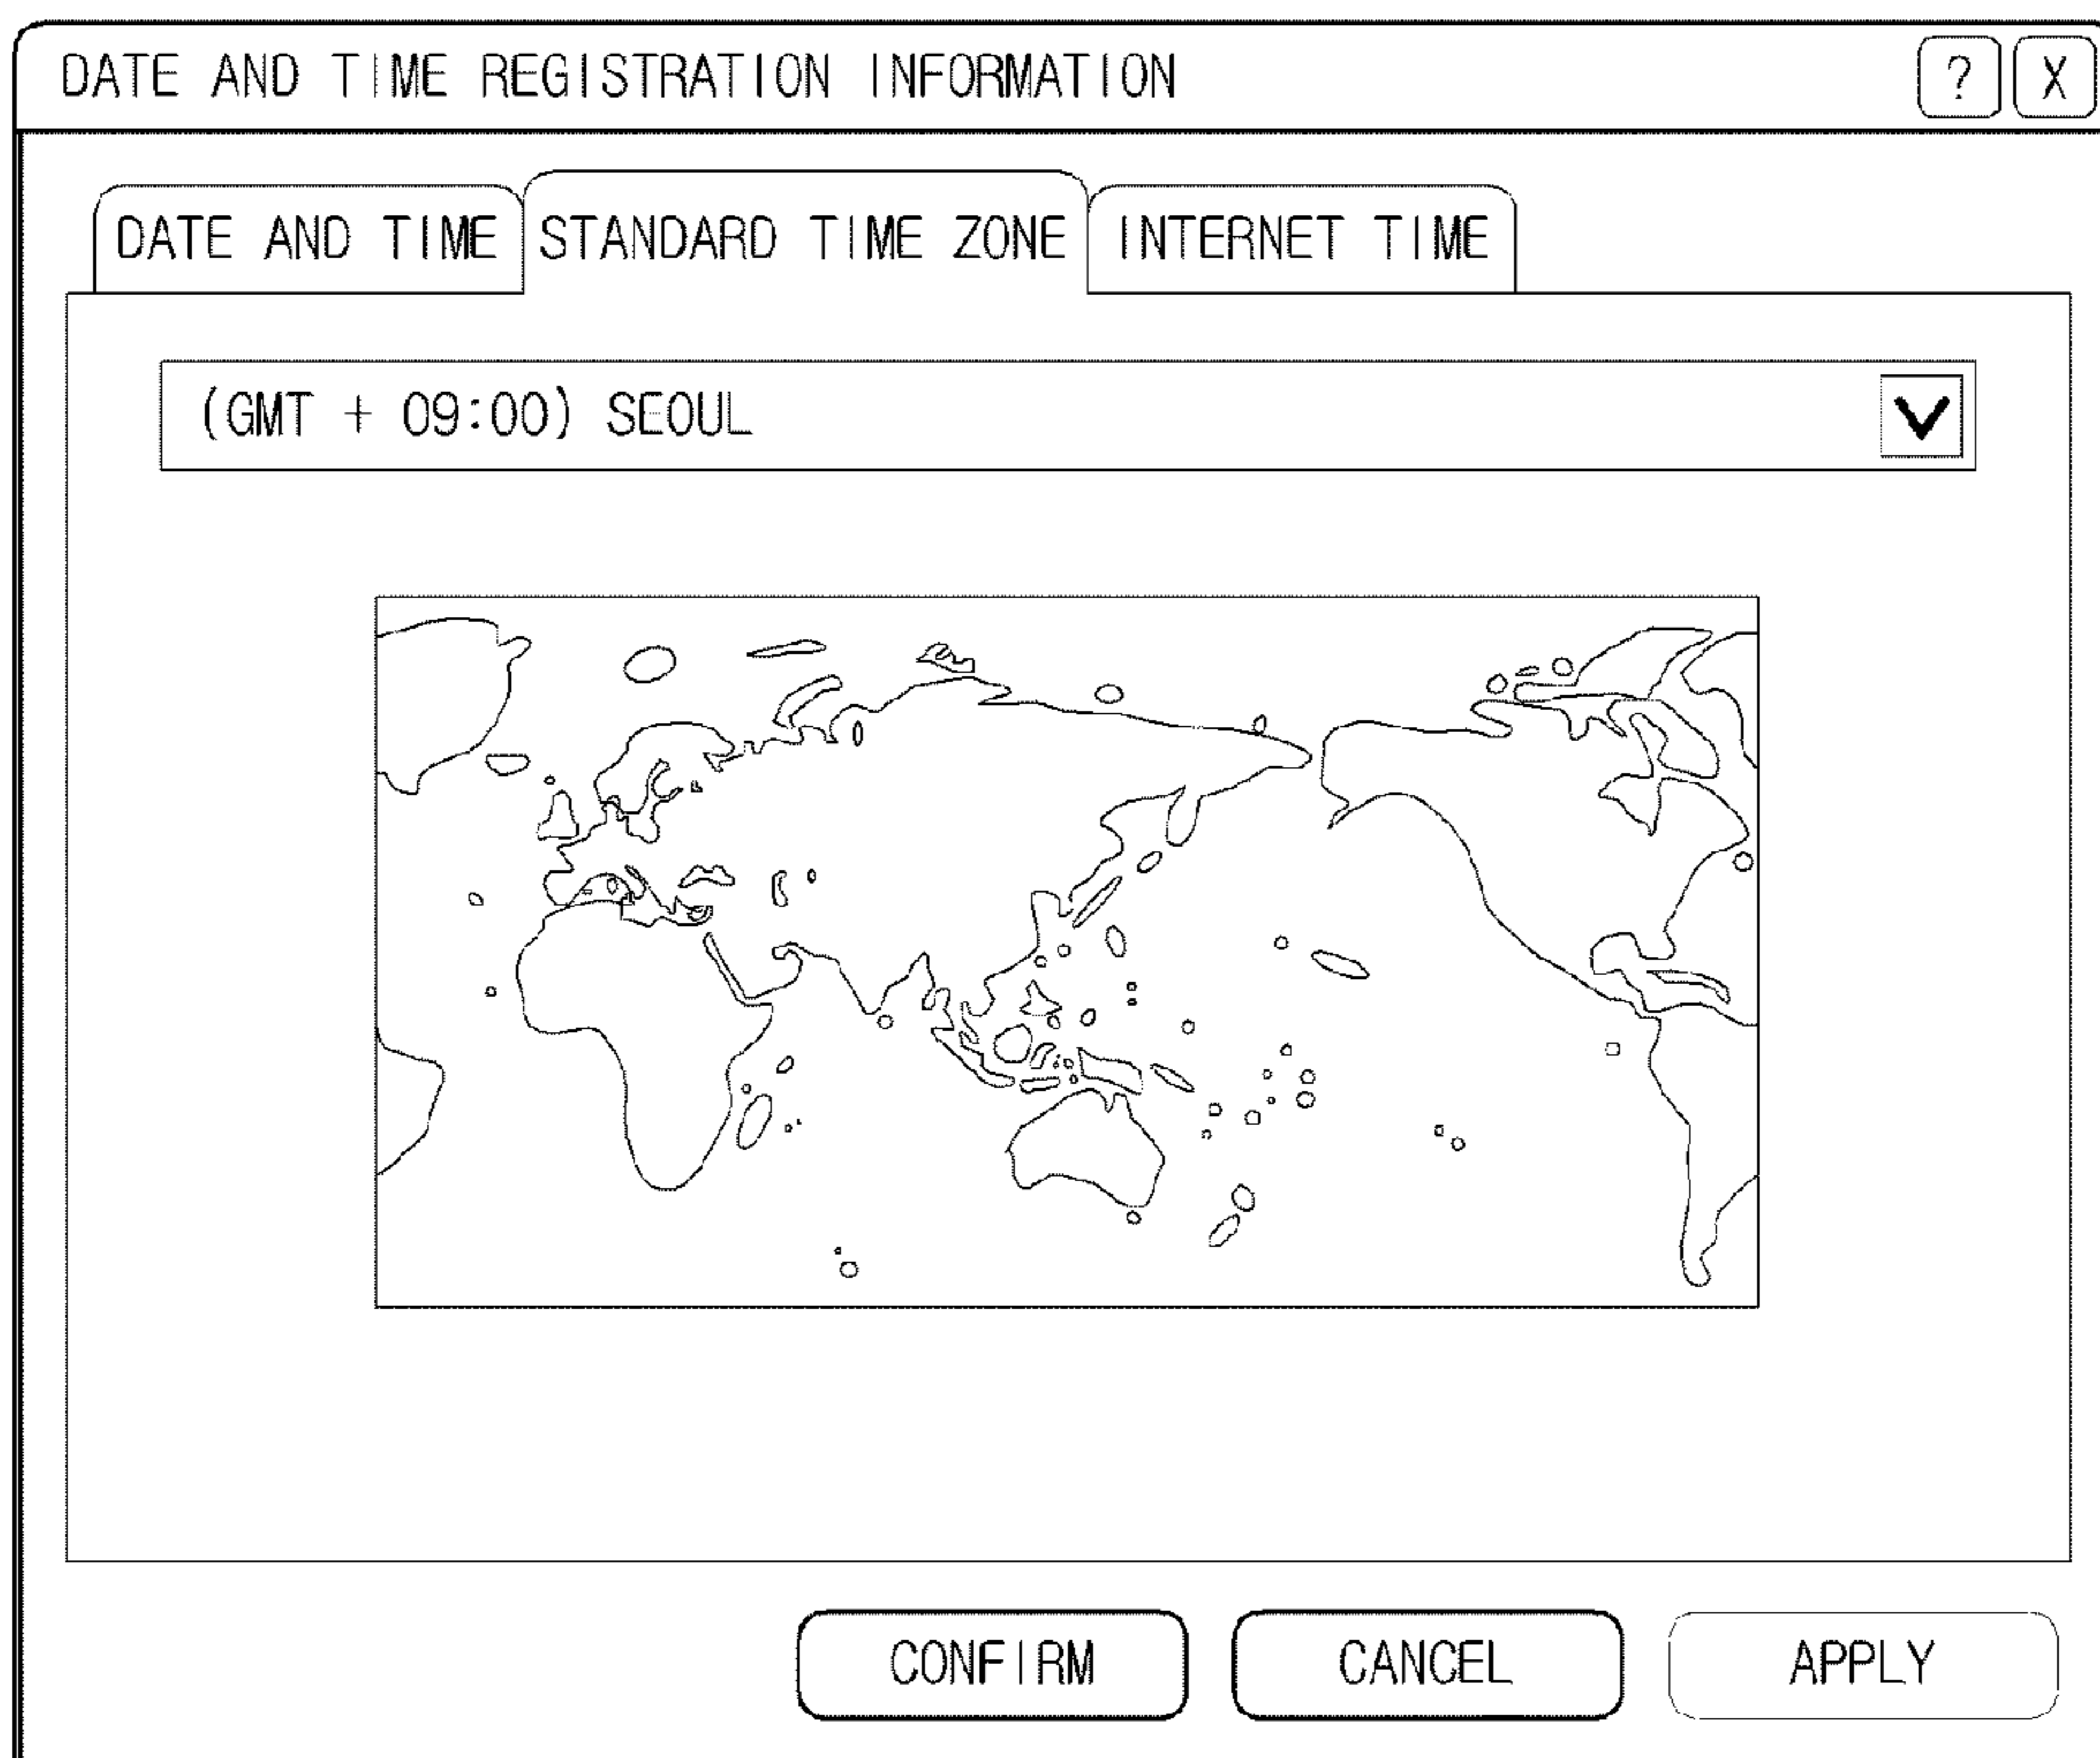 DATE AND TIME REGISTRATION INFORMATION ? X
DATE AND TIME STANDARD TIME ZONE INTERNET TIME
(GMT + 09:00) SEOUL
CONFIRM CANCEL APPLY